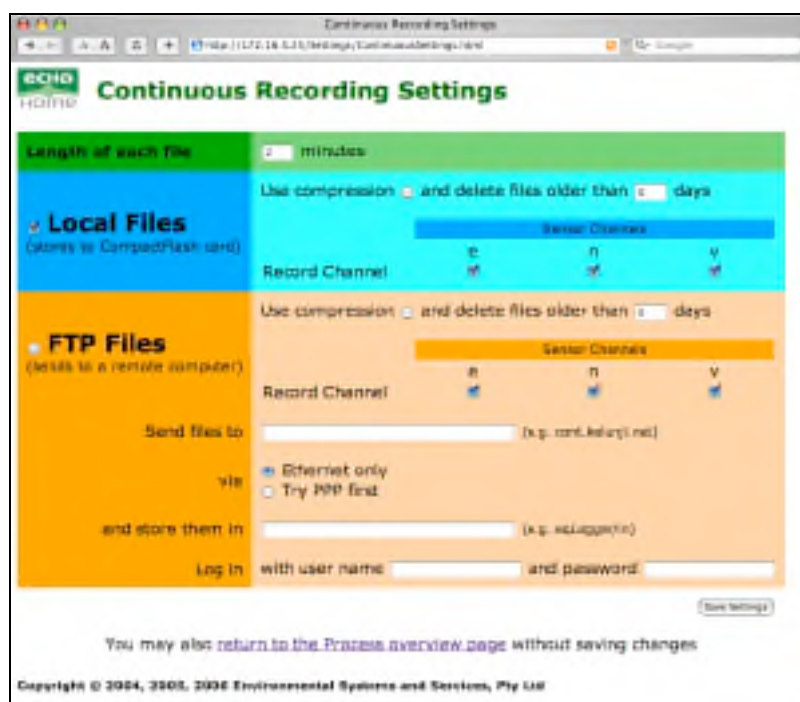 Continuous Recording Settings
Google
ECHO
HOME
Continuous Recording Settings
Length of each file minutes
Use compression and delete files older than days
Local Files
(stores to CompactFlash card)
Sensor Channels
e n v
Record Channel
Use compression and delete files older than days
FTP Files
(sends to a remote computer)
Sensor Channels
e n v
Record Channel
Send files to
via Ethernet only
Try PPP first
and store them in
Log in with user name and password
Save Settings
You may also return to the Process overview page without saving changes
Copyright © 2004, 2005, 2006 Environmental Systems and Services, Pty Ltd